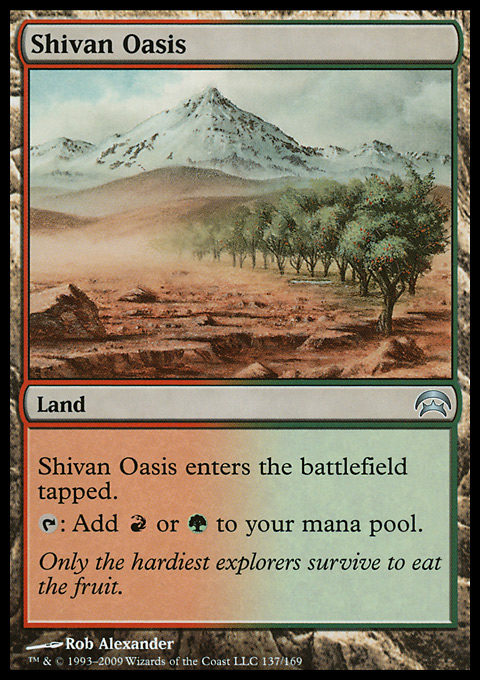 Shivan Oasis
Land
Shivan Oasis enters the battlefield
tapped.
: Add or to your mana pool.
Only the hardiest explorers survive to eat
the fruit.
Rob Alexander
™ & © 1993–2009 Wizards of the Coast LLC 137/169